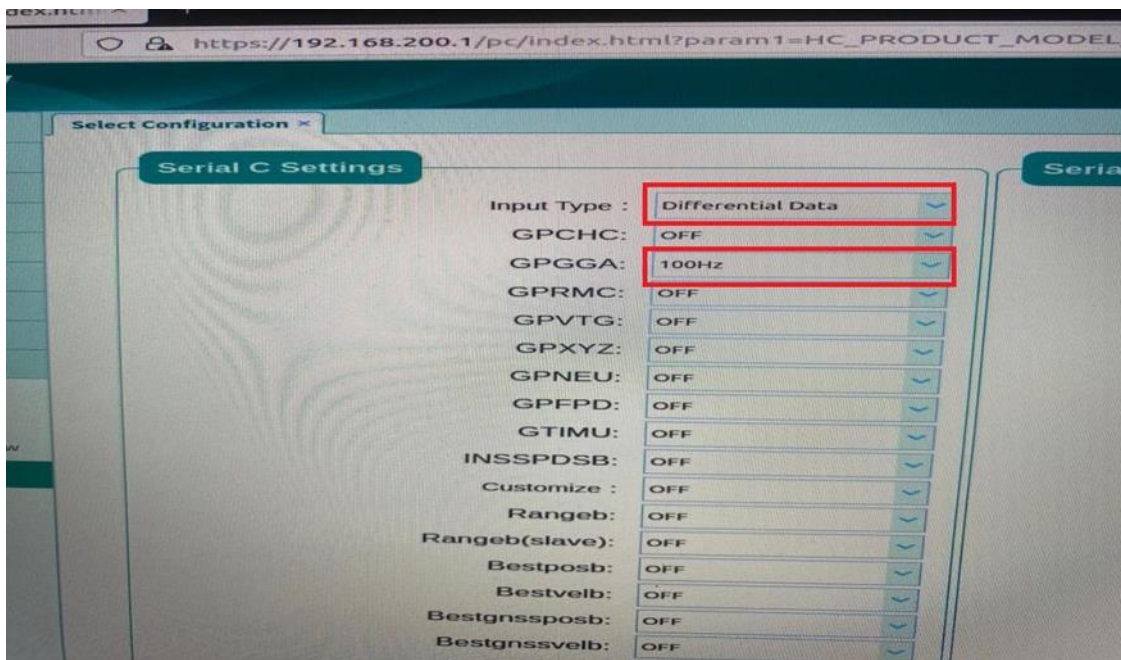 https://192.168.200.1/pc/index.html?param1=HC_PRODUCT_MODEL
Select Configuration ×
Serial C Settings
Input Type : Differential Data
GPCHC: OFF
GPGGA: 100Hz
GPRMC: OFF
GPVTG: OFF
GPXYZ: OFF
GPNEU: OFF
GPFPD: OFF
GTIMU: OFF
INSSPDSB: OFF
Customize : OFF
Rangeb: OFF
Rangeb(slave): OFF
Bestposb: OFF
Bestvelb: OFF
Bestgnssposb: OFF
Bestgnssvelb: OFF